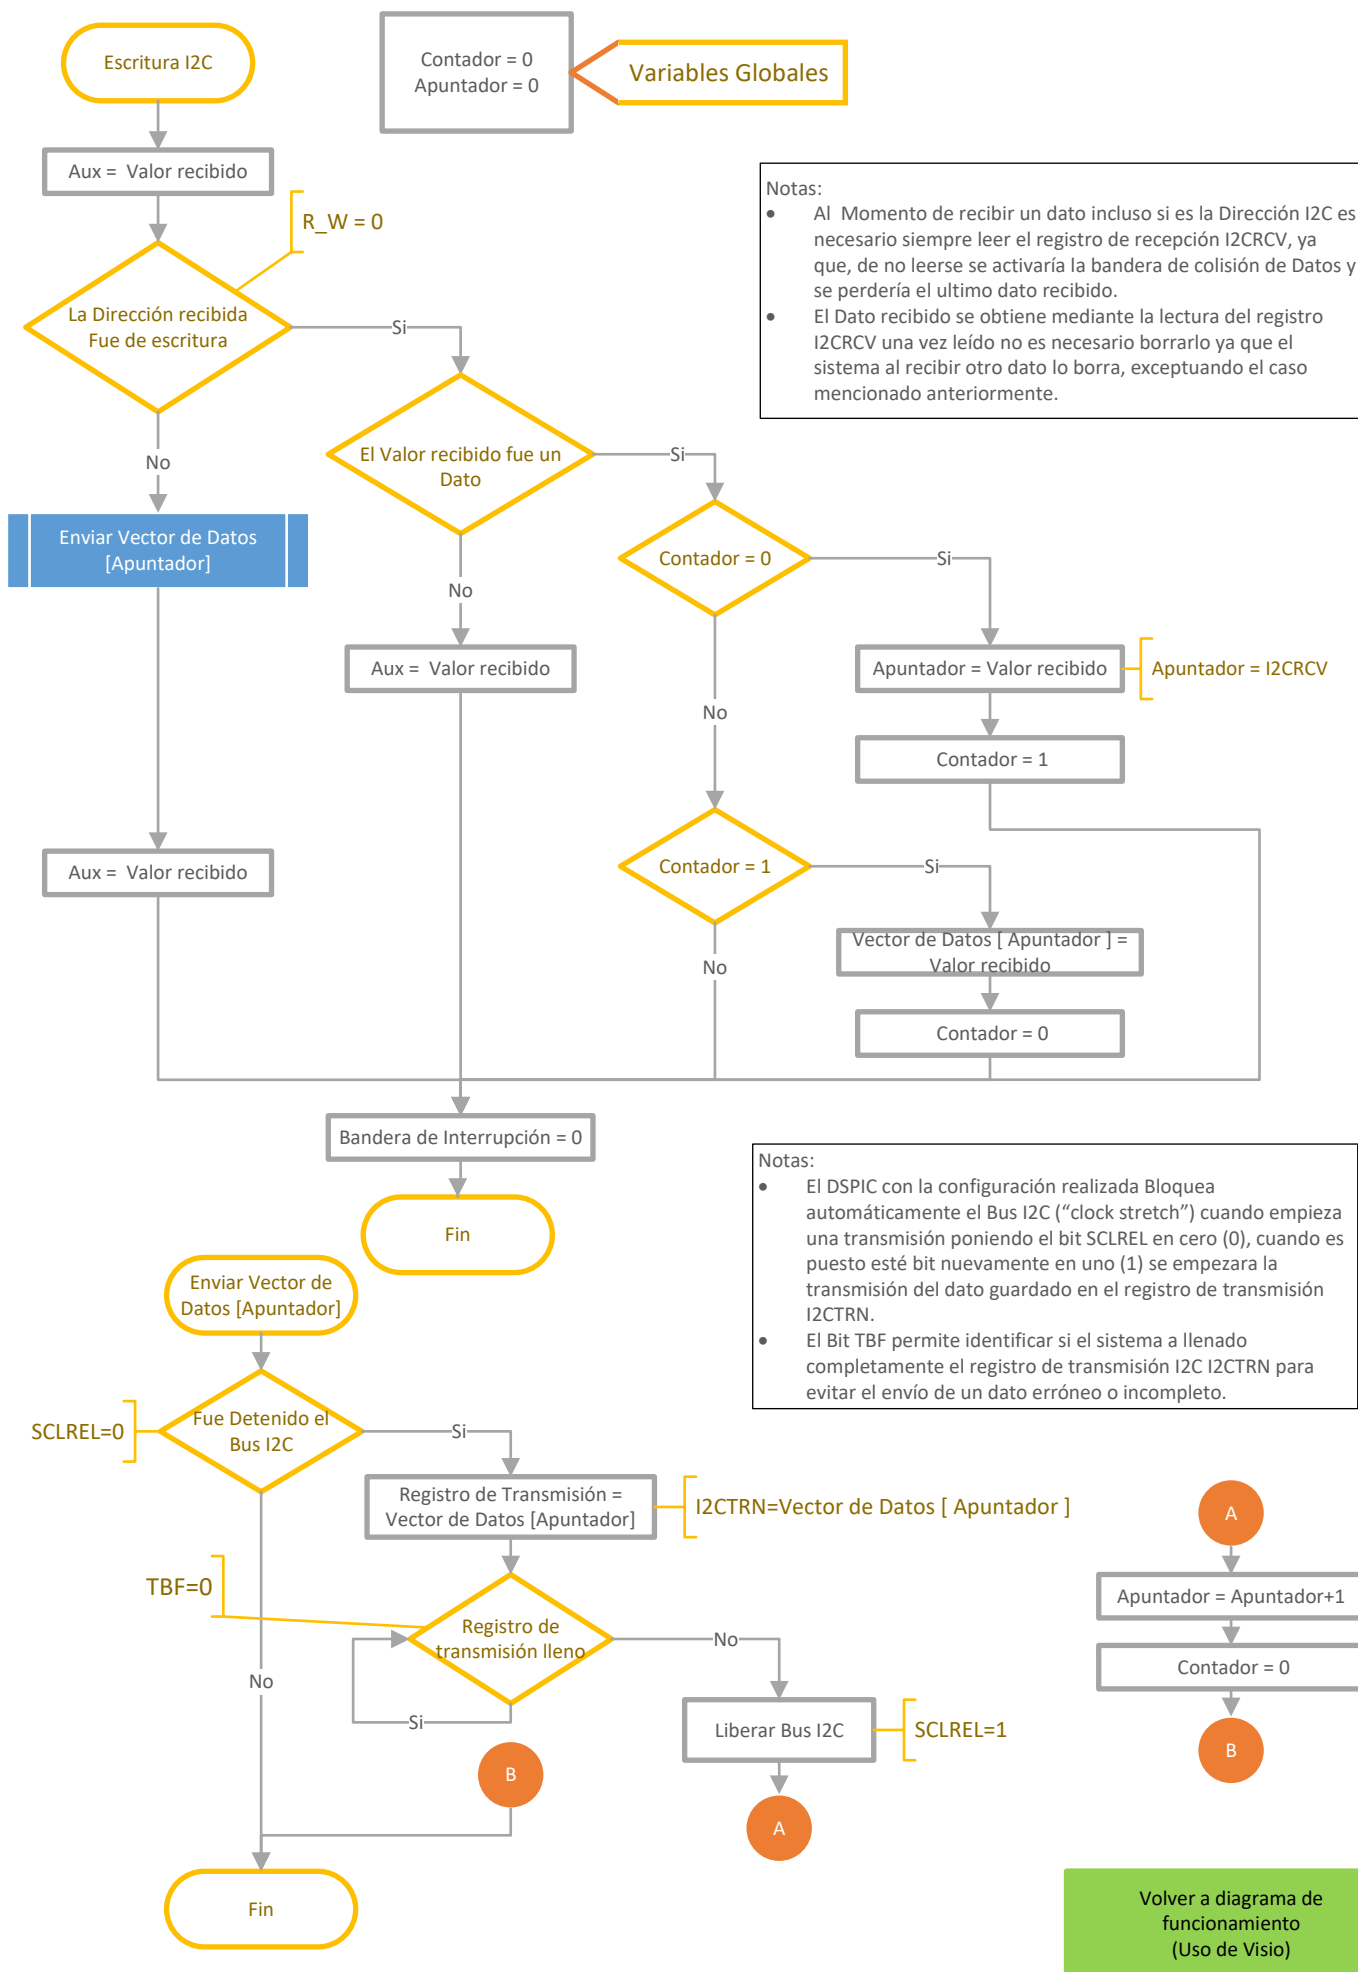 Escritura I2C
Contador = 0
Apuntador = 0
Variables Globales
Aux =  Valor recibido
R_W = 0
Notas:
• Al  Momento de recibir un dato incluso si es la Dirección I2C es
necesario siempre leer el registro de recepción I2CRCV, ya
que, de no leerse se activaría la bandera de colisión de Datos y
se perdería el ultimo dato recibido.
• El Dato recibido se obtiene mediante la lectura del registro
I2CRCV una vez leído no es necesario borrarlo ya que el
sistema al recibir otro dato lo borra, exceptuando el caso
mencionado anteriormente.
La Dirección recibida
Fue de escritura
Si
No
El Valor recibido fue un
Dato
Si
No
Enviar Vector de Datos
[Apuntador]
Contador = 0
Si
No
Aux =  Valor recibido
Apuntador = Valor recibido
Apuntador = I2CRCV
Contador = 1
Aux =  Valor recibido
Contador = 1
Si
No
Vector de Datos [ Apuntador ] =
Valor recibido
Contador = 0
Bandera de Interrupción = 0
Fin
Notas:
• El DSPIC con la configuración realizada Bloquea
automáticamente el Bus I2C (“clock stretch”) cuando empieza
una transmisión poniendo el bit SCLREL en cero (0), cuando es
puesto esté bit nuevamente en uno (1) se empezara la
transmisión del dato guardado en el registro de transmisión
I2CTRN.
• El Bit TBF permite identificar si el sistema a llenado
completamente el registro de transmisión I2C I2CTRN para
evitar el envío de un dato erróneo o incompleto.
Enviar Vector de
Datos [Apuntador]
SCLREL=0
Fue Detenido el
Bus I2C
Si
No
Registro de Transmisión =
Vector de Datos [Apuntador]
I2CTRN=Vector de Datos [ Apuntador ]
TBF=0
Registro de
transmisión lleno
No
Si
Liberar Bus I2C
SCLREL=1
A
B
Fin
A
Apuntador = Apuntador+1
Contador = 0
B
Volver a diagrama de
funcionamiento
(Uso de Visio)